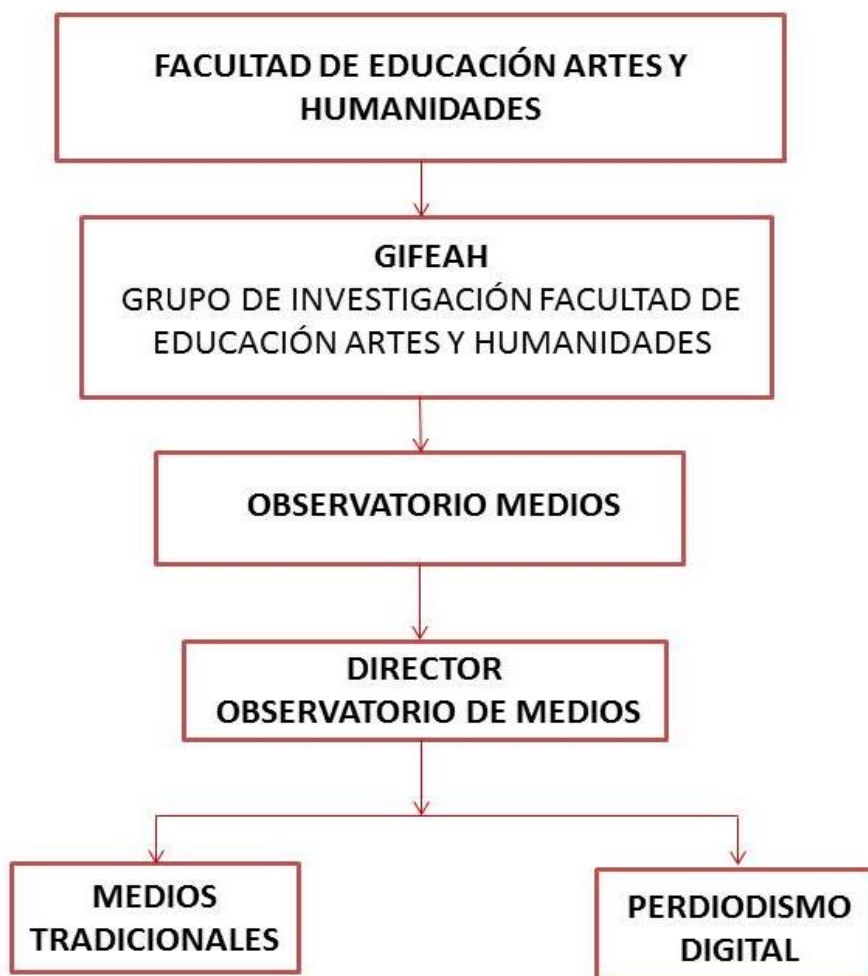 FACULTAD DE EDUCACIÓN ARTES Y
HUMANIDADES
GIFEAH
GRUPO DE INVESTIGACIÓN FACULTAD DE
EDUCACIÓN ARTES Y HUMANIDADES
OBSERVATORIO MEDIOS
DIRECTOR
OBSERVATORIO DE MEDIOS
MEDIOS
TRADICIONALES
PERDIODISMO
DIGITAL